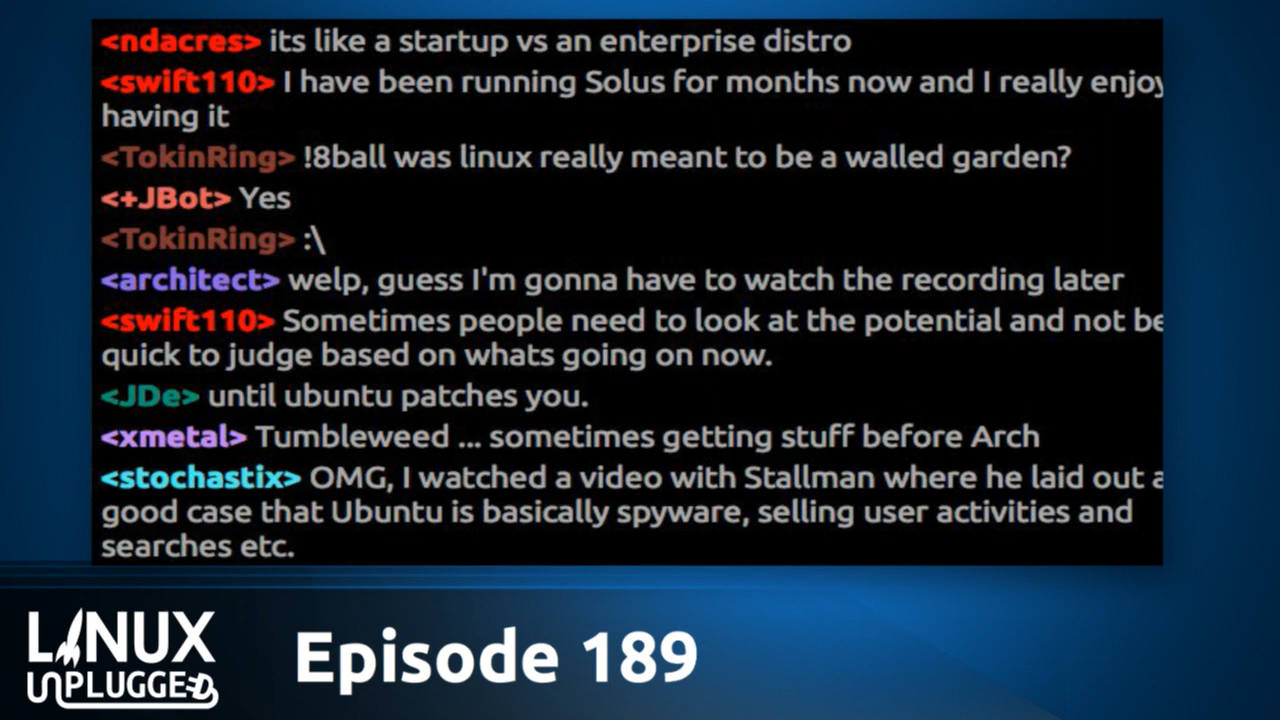 <ndacres> its like a startup vs an enterprise distro
<swift110> I have been running Solus for months now and I really enjoy
having it
<TokinRing> !8ball was linux really meant to be a walled garden?
<+JBot> Yes
<TokinRing> :\
<architect> welp, guess I'm gonna have to watch the recording later
<swift110> Sometimes people need to look at the potential and not be
quick to judge based on whats going on now.
<JDe> until ubuntu patches you.
<xmetal> Tumbleweed ... sometimes getting stuff before Arch
<stochastix> OMG, I watched a video with Stallman where he laid out a
good case that Ubuntu is basically spyware, selling user activities and
searches etc.
LINUX
UNPLUGGED
Episode 189